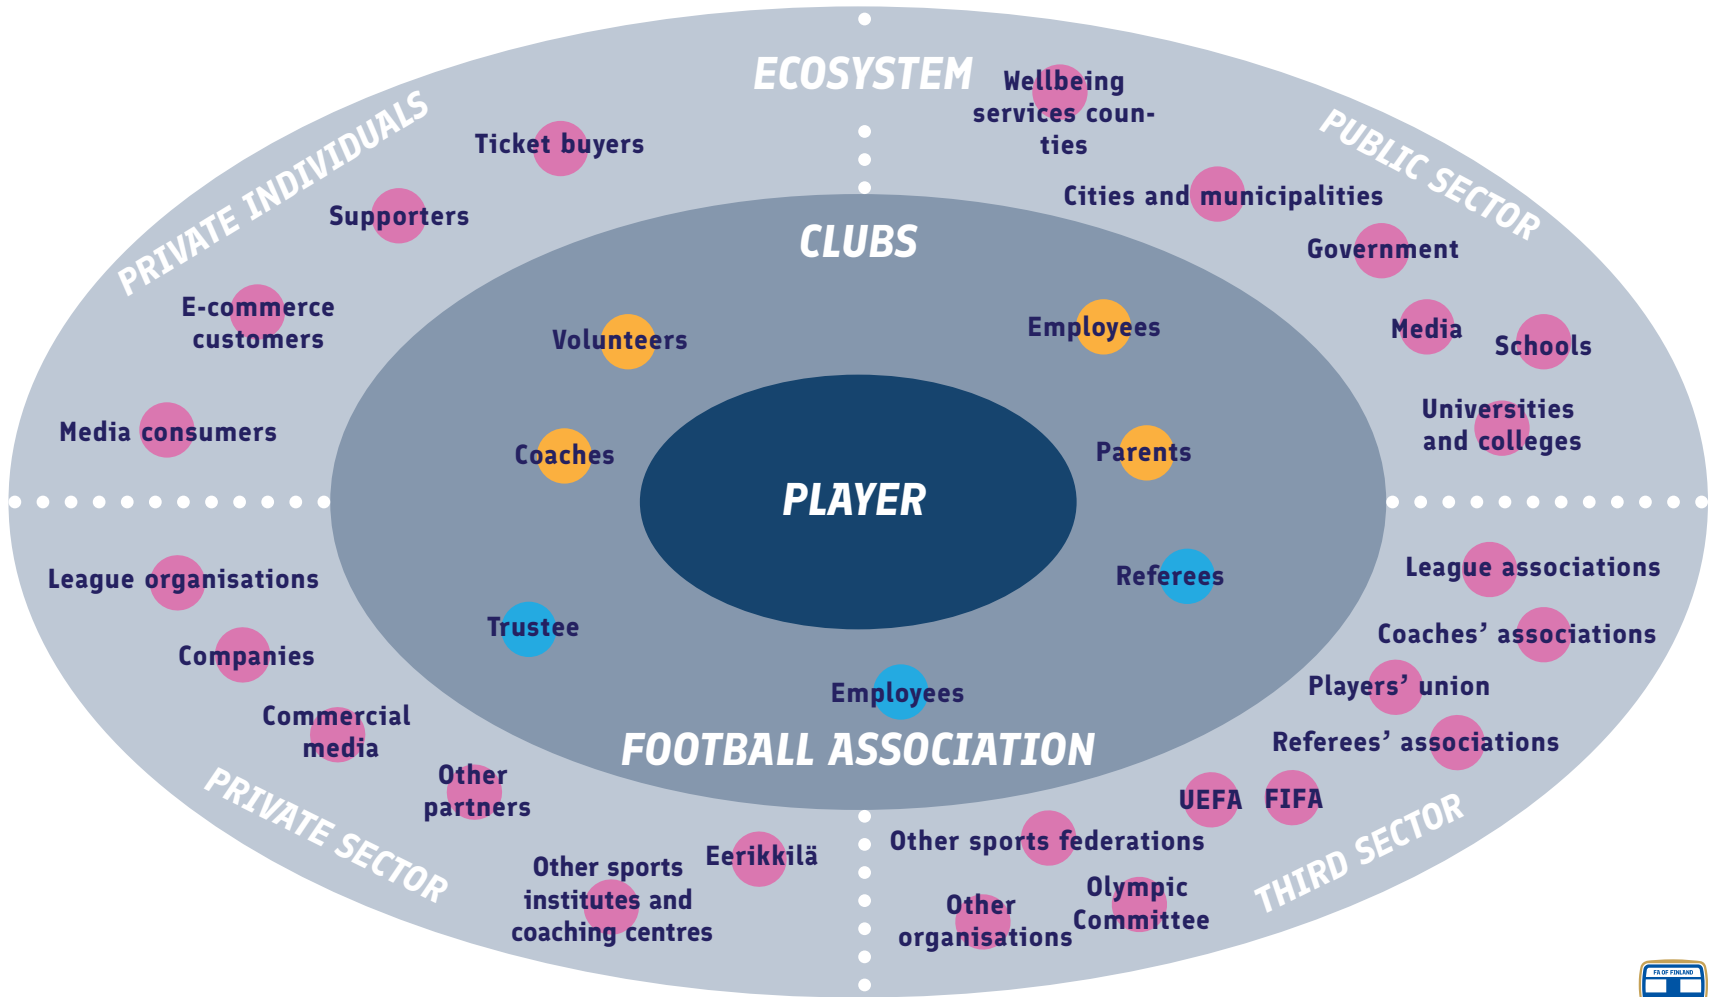 ECOSYSTEM
PRIVATE INDIVIDUALS
Ticket buyers
Supporters
E-commerce
customers
Media consumers
PUBLIC SECTOR
Wellbeing
services coun-
ties
Cities and municipalities
Government
Media
Schools
Universities
and colleges
CLUBS
Volunteers
Employees
Coaches
Parents
PLAYER
Referees
Trustee
Employees
FOOTBALL ASSOCIATION
League organisations
Companies
Commercial
media
Other
partners
PRIVATE SECTOR
Other sports
institutes and
coaching centres
Eerikkilä
League associations
Coaches’ associations
Players’ union
Referees’ associations
UEFA
FIFA
Other sports federations
Olympic
Committee
Other
organisations
THIRD SECTOR
FA OF FINLAND